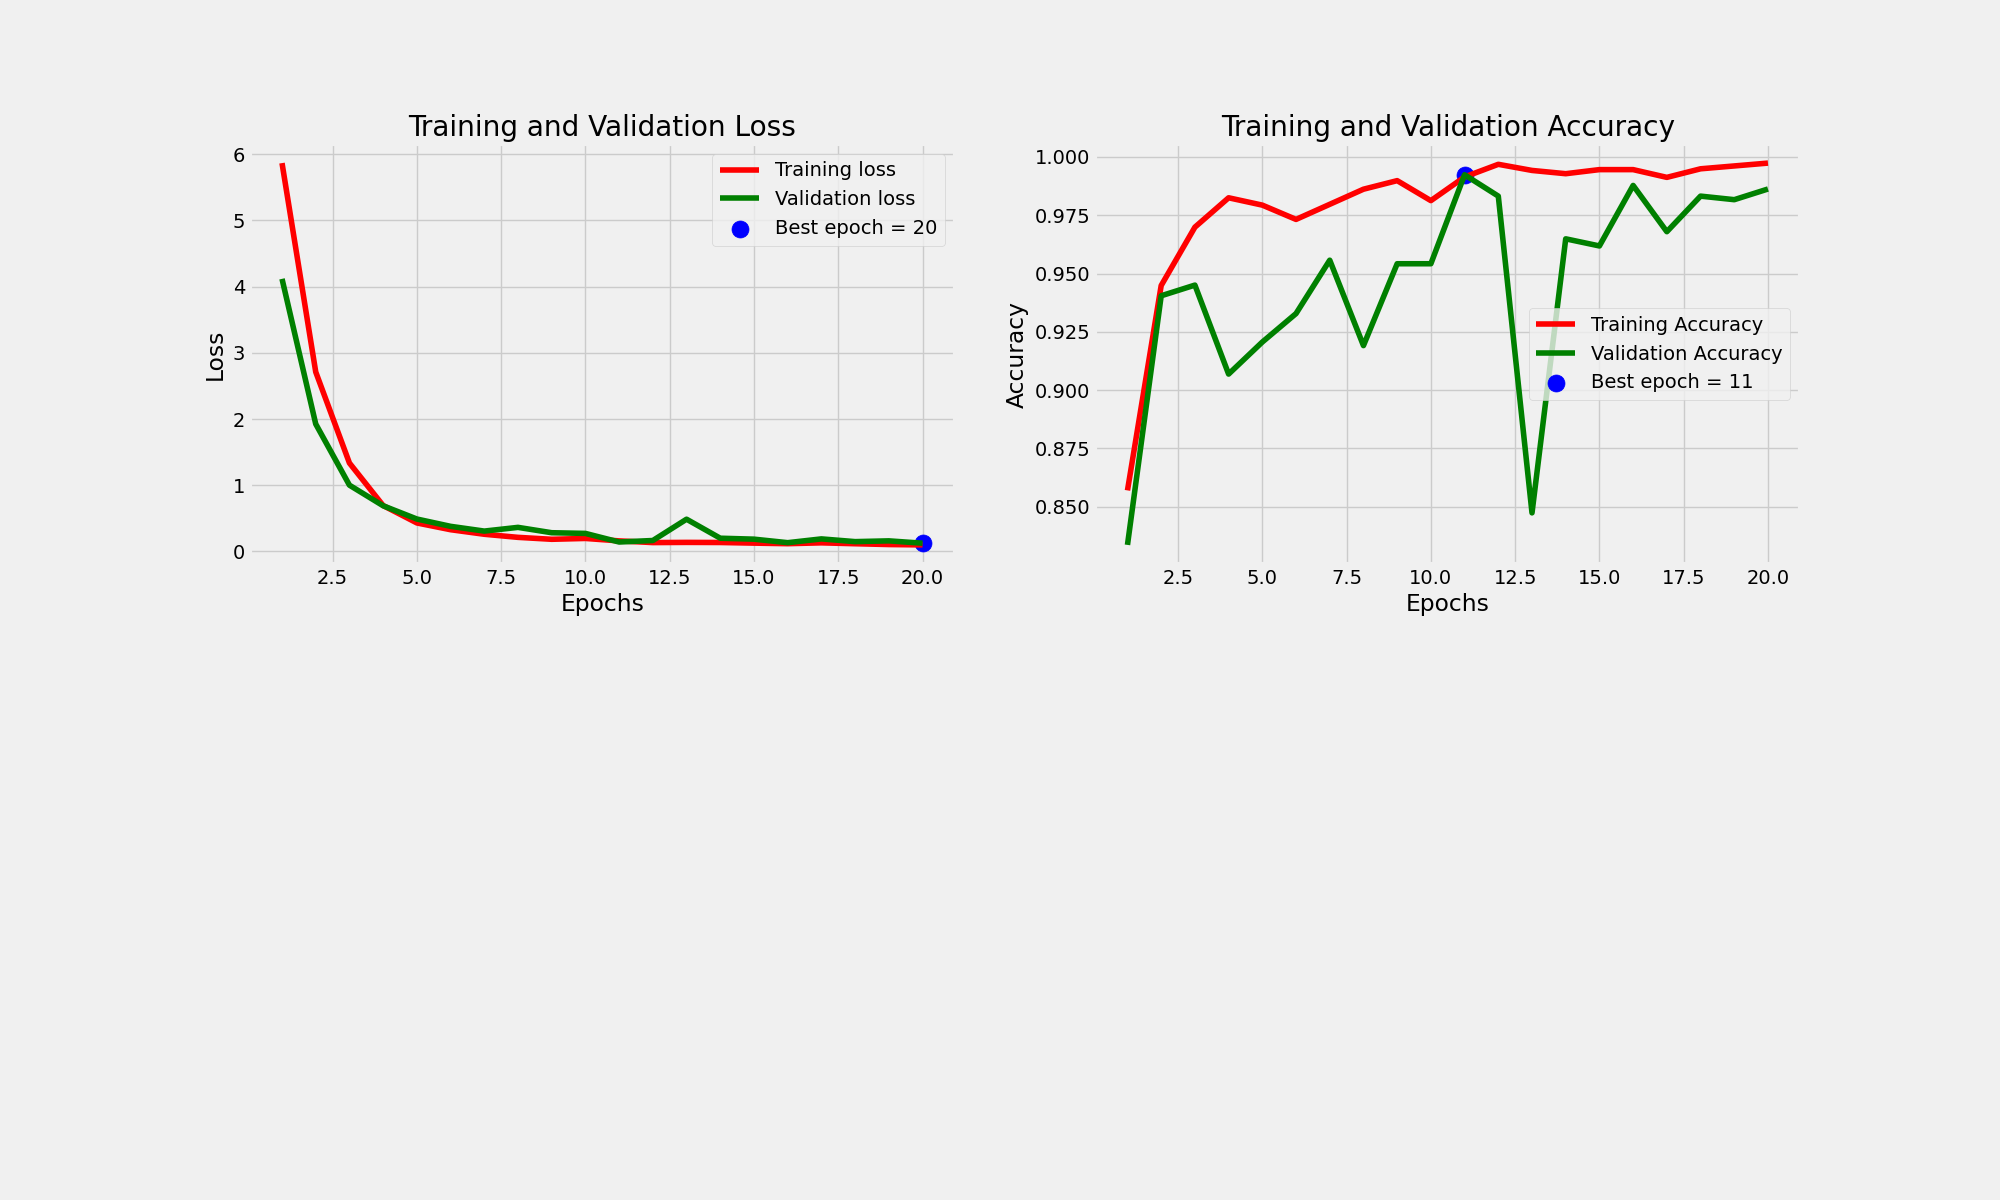 Training and Validation Loss
6
5
4
3
2
1
0
Loss
Training loss
Validation loss
Best epoch = 20
2.5 5.0 7.5 10.0 12.5 15.0 17.5 20.0
Epochs
Training and Validation Accuracy
1.000
0.975
0.950
0.925
0.900
0.875
0.850
Accuracy
Training Accuracy
Validation Accuracy
Best epoch = 11
2.5 5.0 7.5 10.0 12.5 15.0 17.5 20.0
Epochs